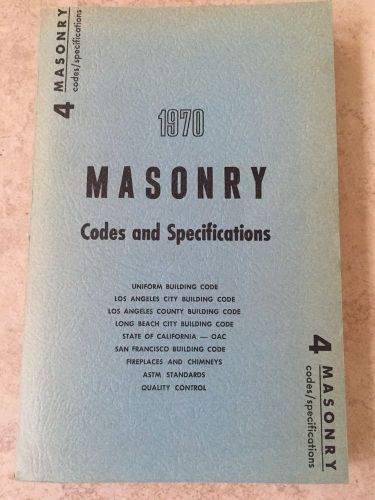 4 MASONRY
codes/specifications
1970
MASONRY
Codes and Specifications
UNIFORM BUILDING CODE
LOS ANGELES CITY BUILDING CODE
LOS ANGELES COUNTY BUILDING CODE
LONG BEACH CITY BUILDING CODE
STATE OF CALIFORNIA — OAC
SAN FRANCISCO BUILDING CODE
FIREPLACES AND CHIMNEYS
ASTM STANDARDS
QUALITY CONTROL
4 MASONRY
codes/specifications